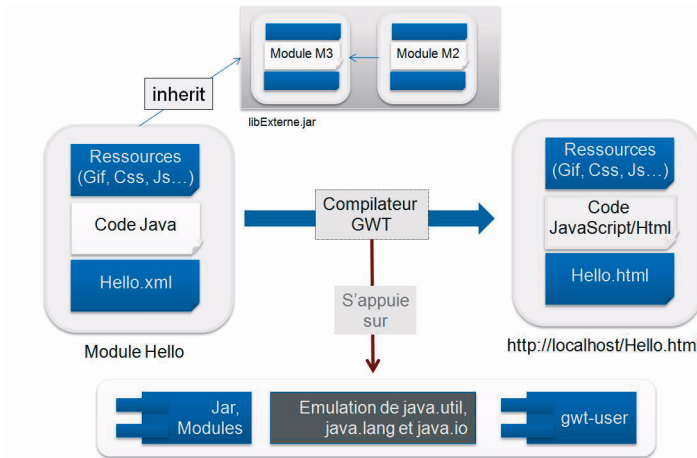 Module M3
Module M2
inherit
libExterne.jar
Ressources
(Gif, Css, Js...)
Code Java
Hello.xml
Module Hello
Compilateur
GWT
S'appuie
sur
Ressources
(Gif, Css, Js...)
Code
JavaScript/Html
Hello.html
http://localhost/Hello.htm
Jar,
Modules
Emulation de java.util,
java.lang et java.io
gwt-user